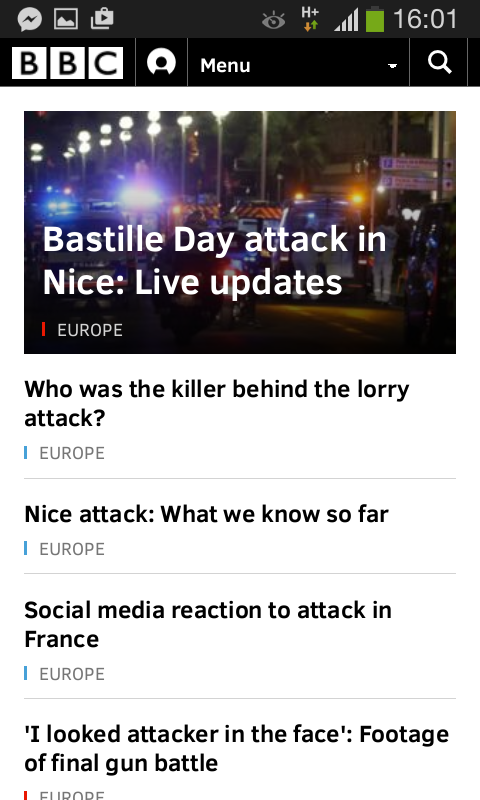 H+
16:01
BBC
Menu
Bastille Day attack in
Nice: Live updates
EUROPE
Who was the killer behind the lorry
attack?
EUROPE
Nice attack: What we know so far
EUROPE
Social media reaction to attack in
France
EUROPE
'I looked attacker in the face': Footage
of final gun battle
EUROPE